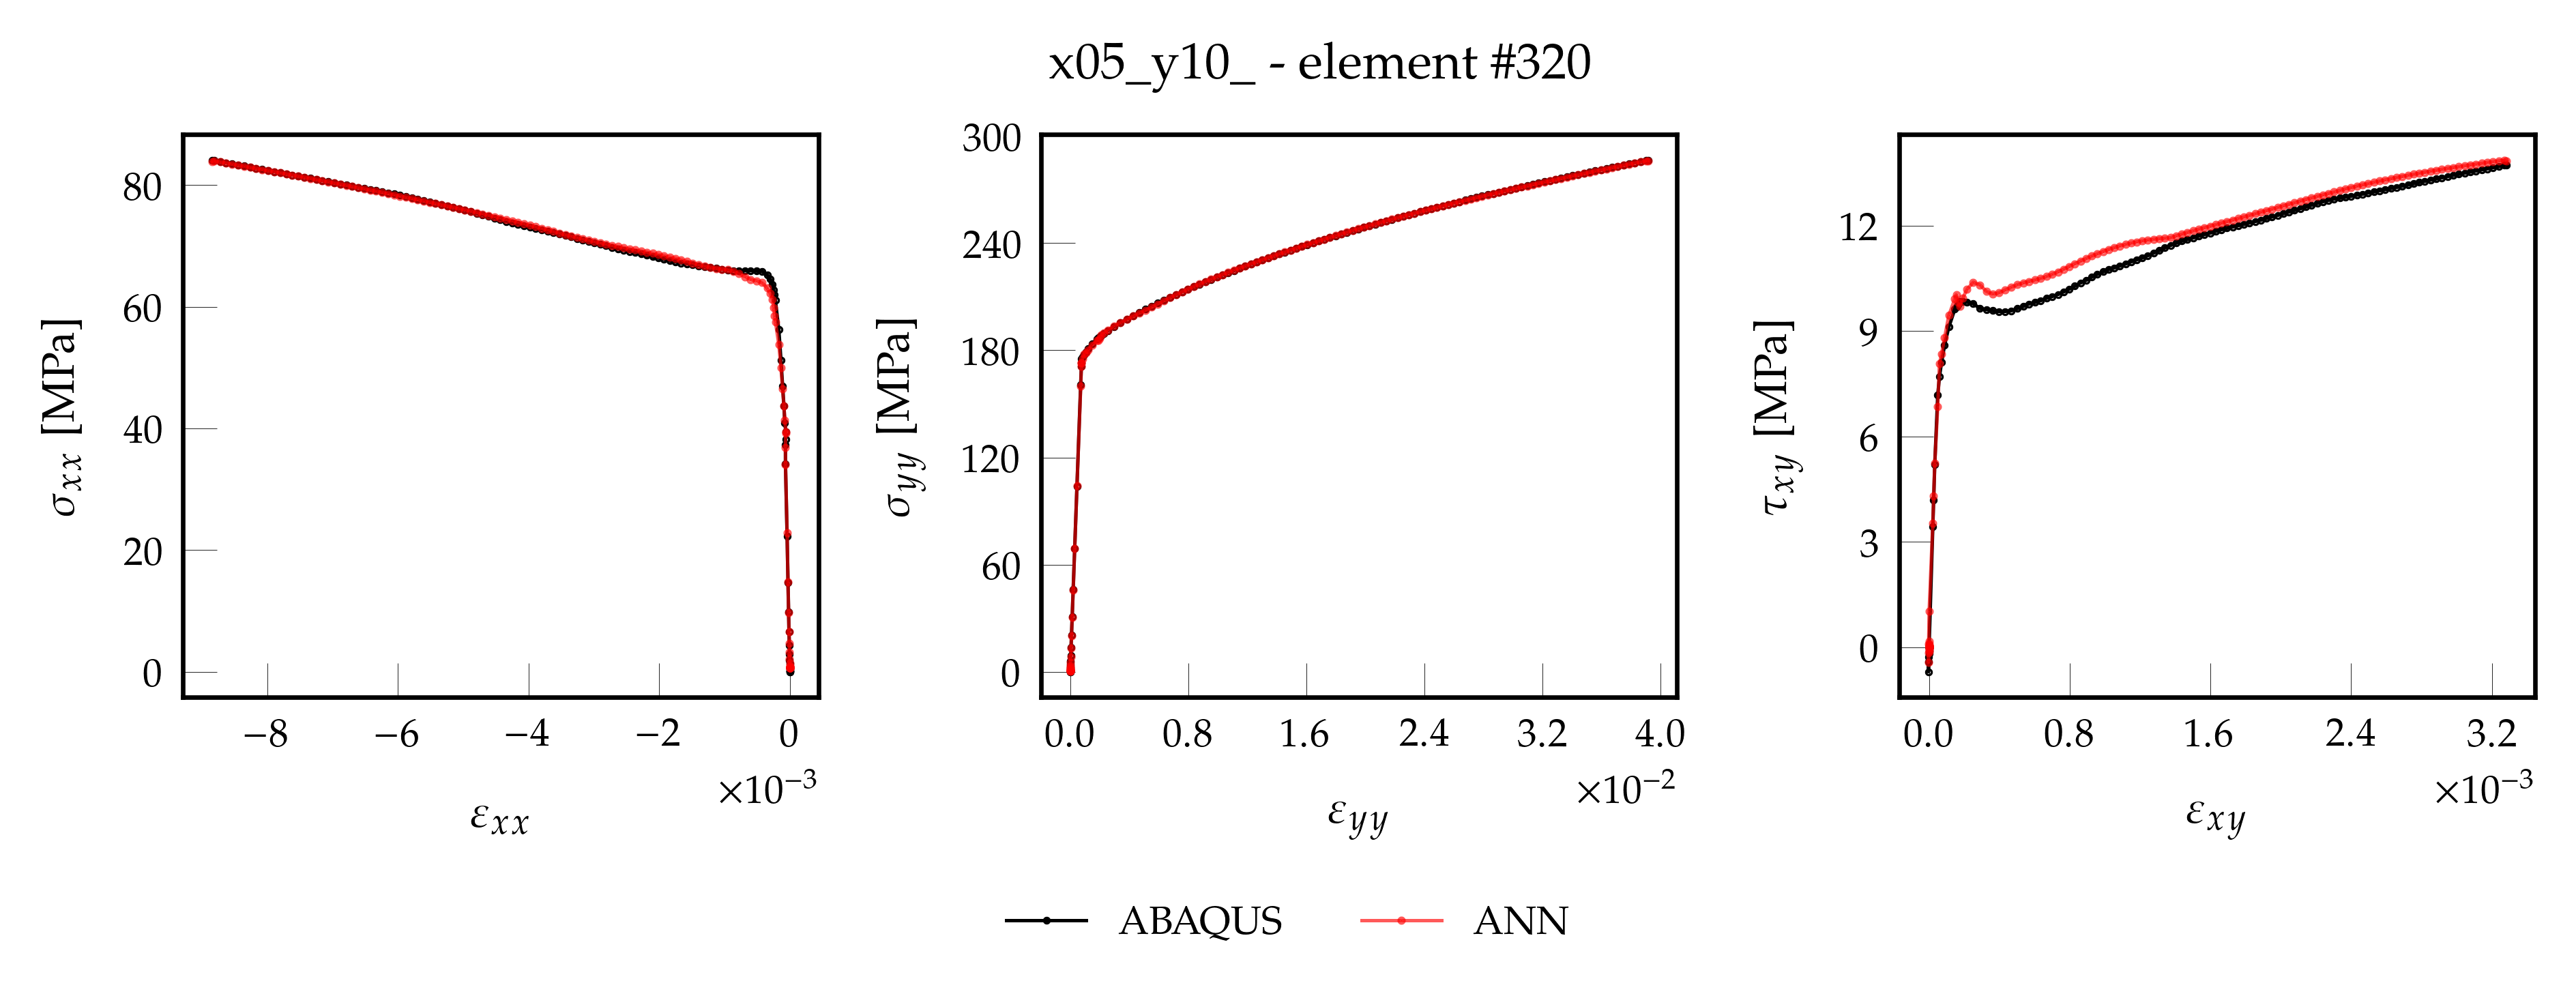 x05_y10_ - element #320
σxx [MPa]
80
60
40
20
0
−8 −6 −4 −2 0
×10⁻³
εxx
σyy [MPa]
300
240
180
120
60
0
0.0 0.8 1.6 2.4 3.2 4.0
×10⁻²
εyy
τxy [MPa]
12
9
6
3
0
0.0 0.8 1.6 2.4 3.2
×10⁻³
εxy
ABAQUS ANN